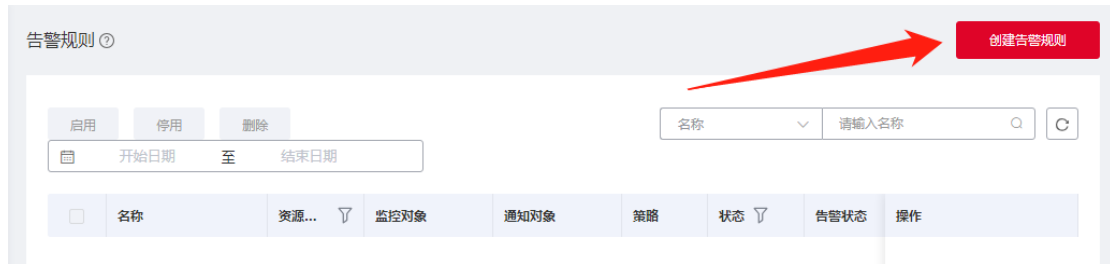 告警规则
创建告警规则
启用 停用 删除 名称 请输入名称
开始日期 至 结束日期
名称 资源... 监控对象 通知对象 策略 状态 告警状态 操作